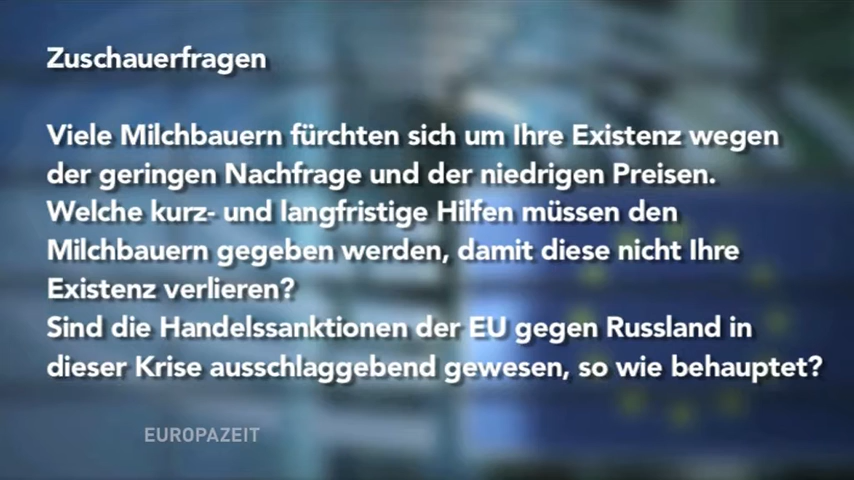 Zuschauerfragen
Viele Milchbauern fürchten sich um Ihre Existenz wegen
der geringen Nachfrage und der niedrigen Preisen.
Welche kurz- und langfristige Hilfen müssen den
Milchbauern gegeben werden, damit diese nicht Ihre
Existenz verlieren?
Sind die Handelssanktionen der EU gegen Russland in
dieser Krise ausschlaggebend gewesen, so wie behauptet?
EUROPAZEIT